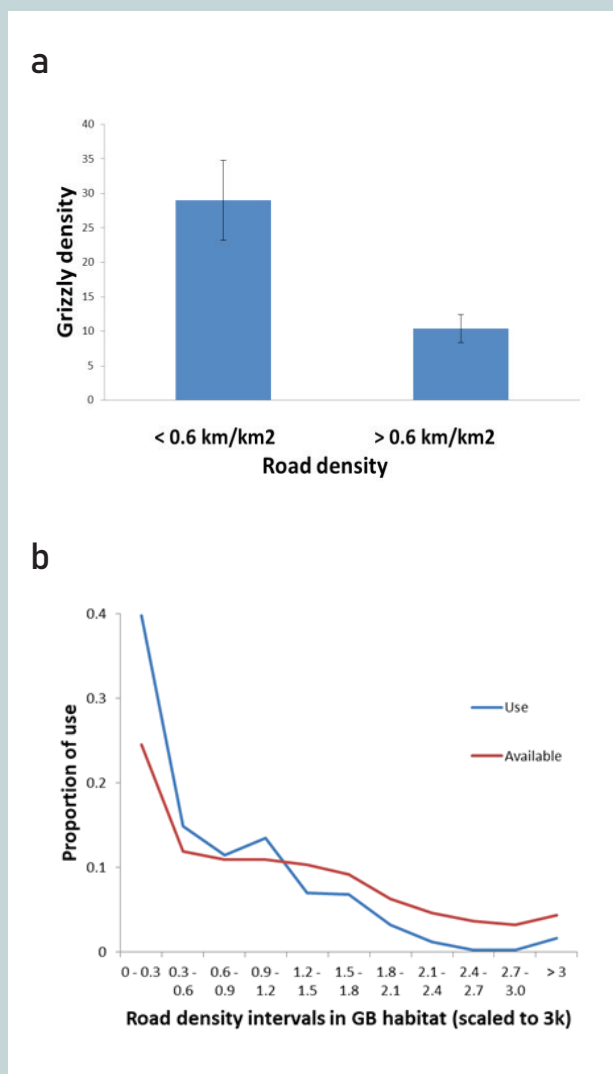 a
40
35
30
25
20
15
10
5
0
Grizzly density
< 0.6 km/km2 > 0.6 km/km2
Road density
b
0.4
0.3
0.2
0.1
0
Proportion of use
Use
Available
0 - 0.3 0.3 - 0.6 - 0.9 - 1.2 - 1.5 - 1.8 - 2.1 - 2.4 - 2.7 - > 3
0.6 0.9 1.2 1.5 1.8 2.1 2.4 2.7 3.0
Road density intervals in GB habitat (scaled to 3k)